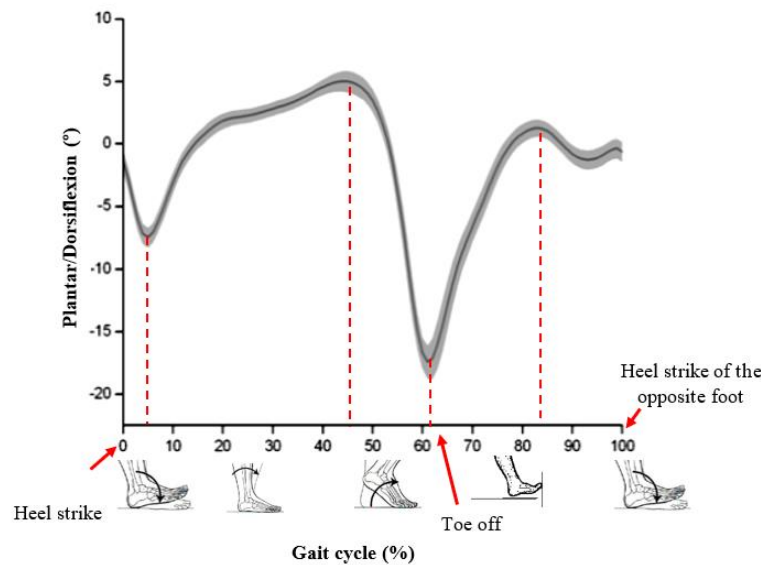 10
5
0
-5
-10
-15
-20
Plantar/Dorsiflexion (º)
Heel strike of the
opposite foot
0 10 20 30 40 50 60 70 80 90 100
Heel strike
Toe off
Gait cycle (%)